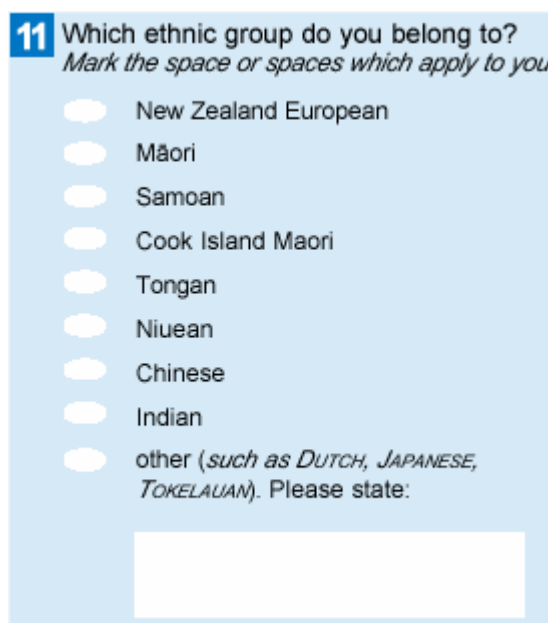 11 Which ethnic group do you belong to?
Mark the space or spaces which apply to you
New Zealand European
Māori
Samoan
Cook Island Maori
Tongan
Niuean
Chinese
Indian
other (such as DUTCH, JAPANESE,
TOKELAUAN). Please state: